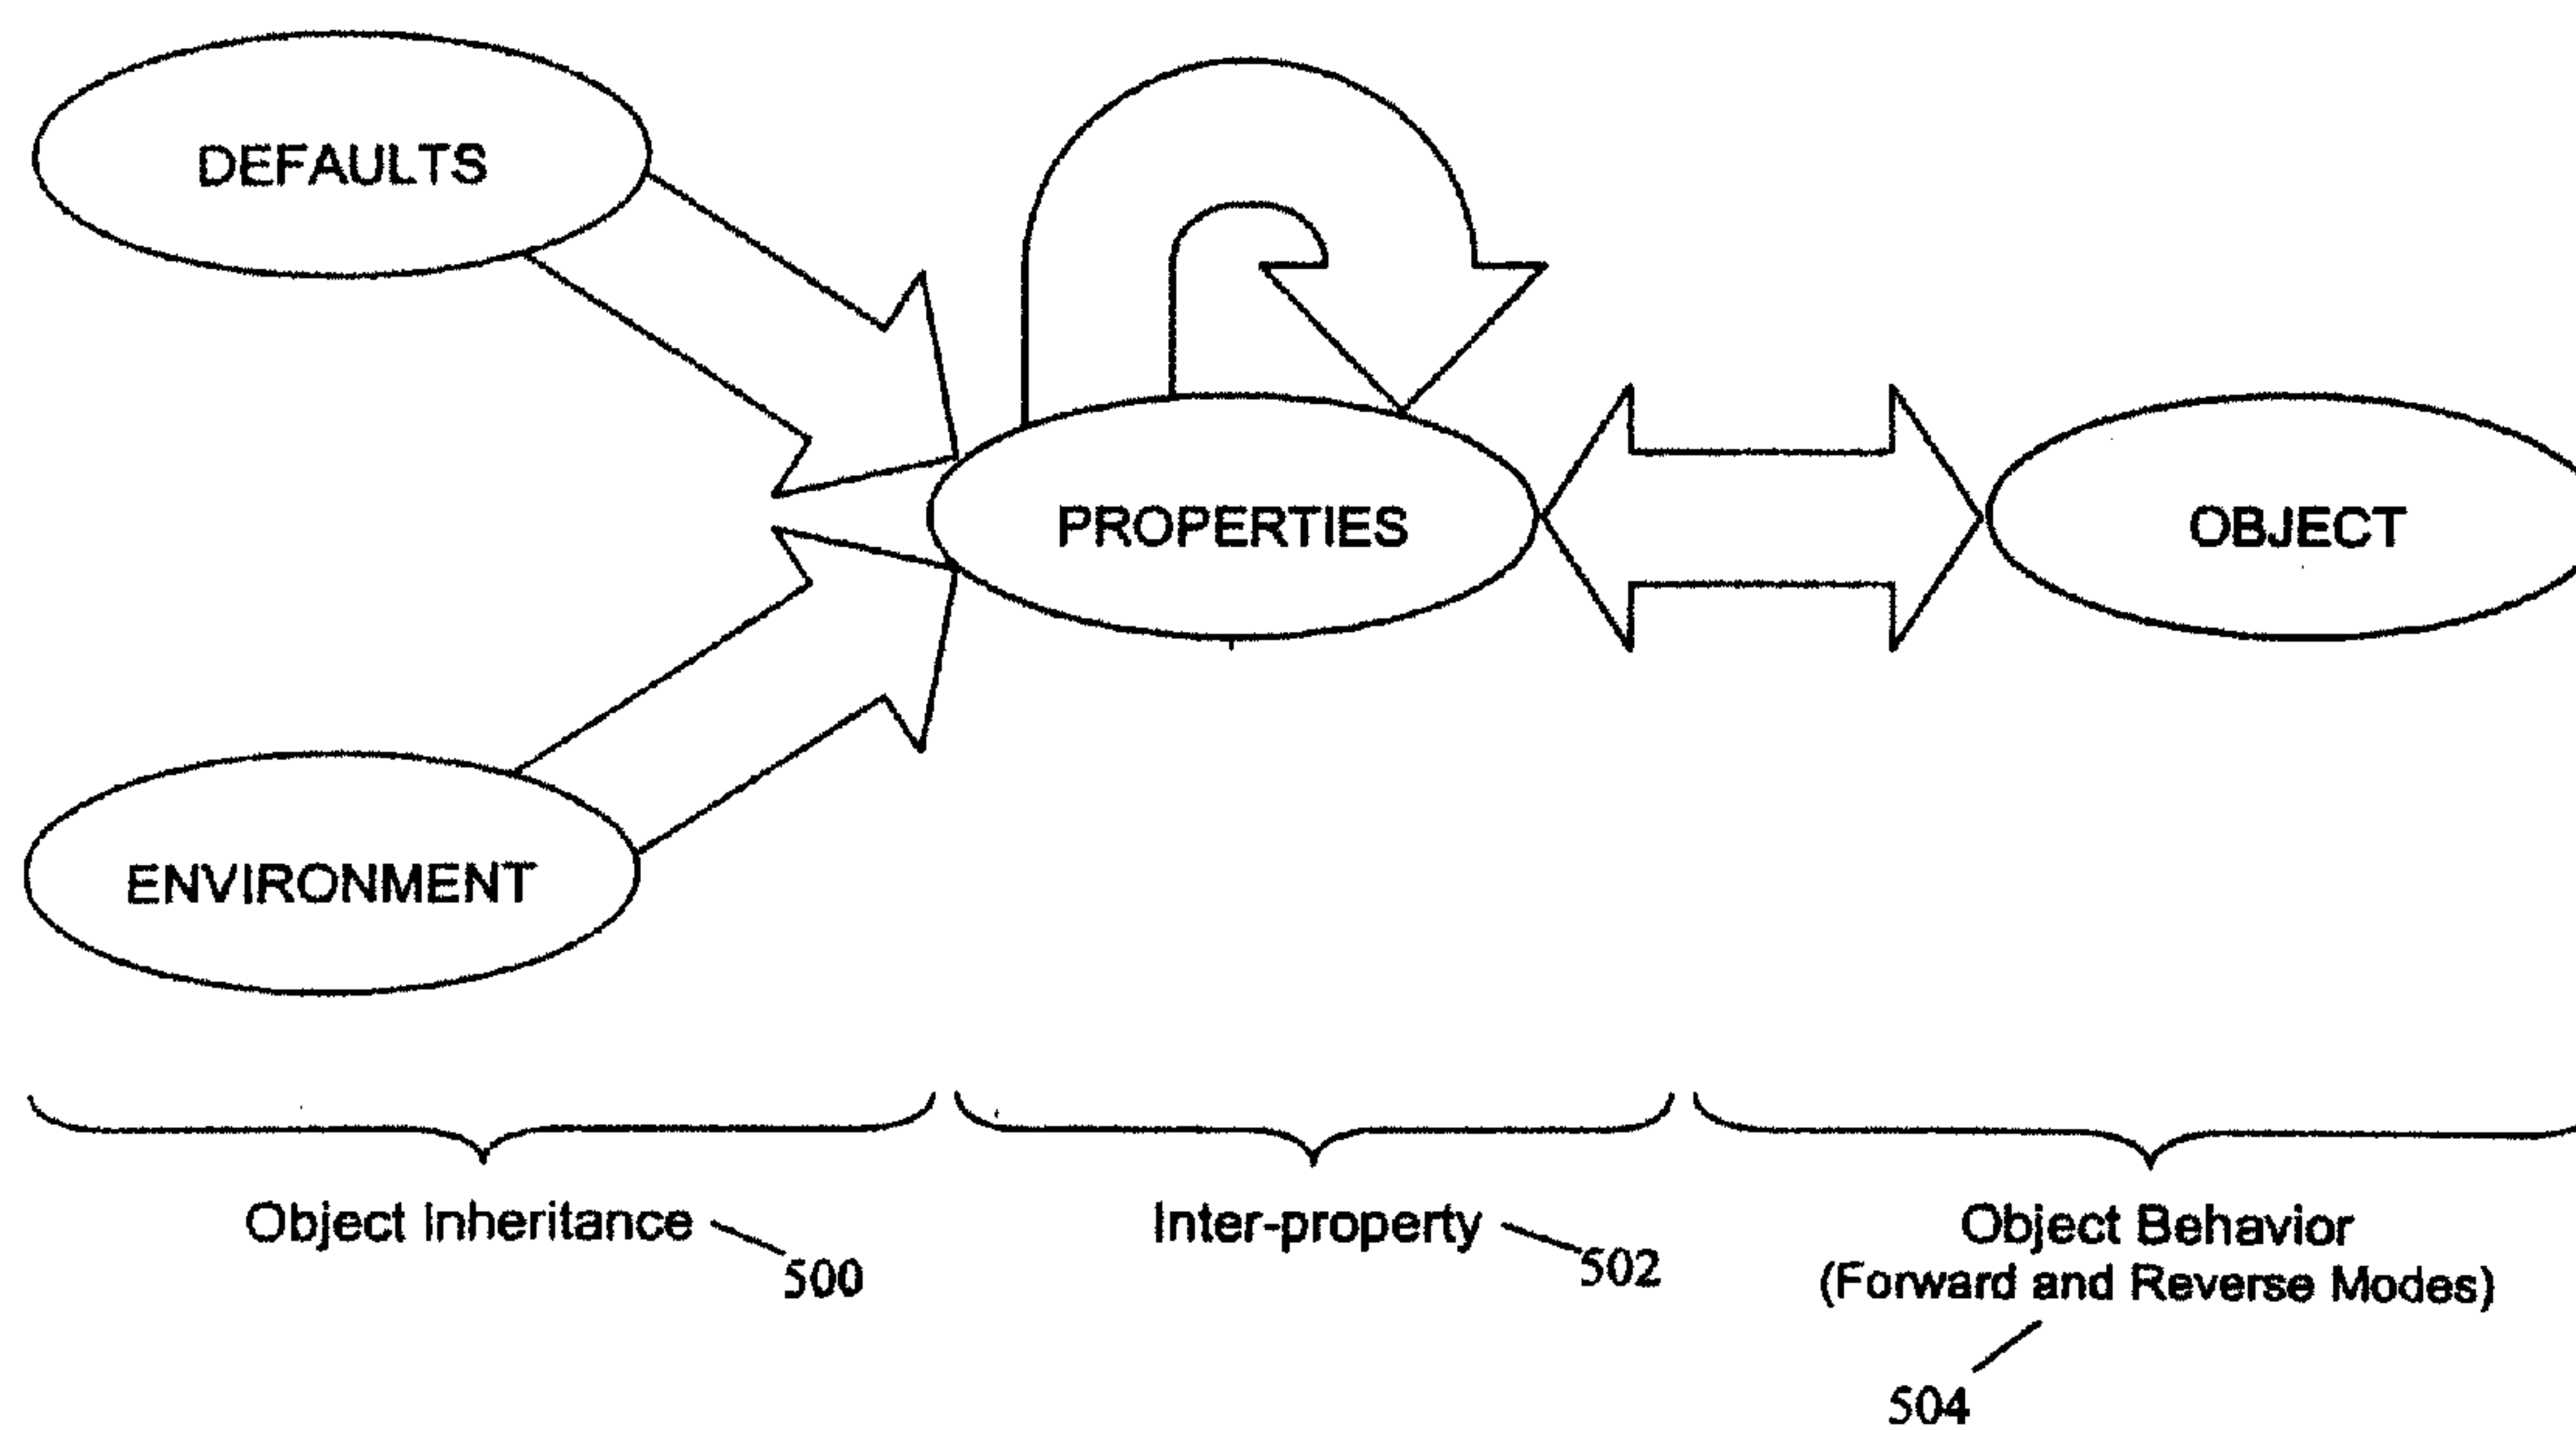 DEFAULTS
PROPERTIES
OBJECT
ENVIRONMENT
Object Inheritance
500
Inter-property
502
Object Behavior
(Forward and Reverse Modes)
504